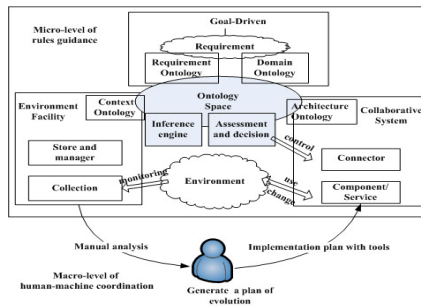 Micro-level of
rules guidance
Goal-Driven
Requirement
Requirement
Ontology
Domain
Ontology
Environment
Facility
Context
Ontology
Ontology
Space
Architecture
Ontology
Collaborative
System
Inference
engine
Assessment
and decision
control
Store and
manager
Connector
Collection
monitoring
Environment
use
change
Component/
Service
Manual analysis
Implementation plan with tools
Macro-level of
human-machine coordination
Generate a plan of
evolution